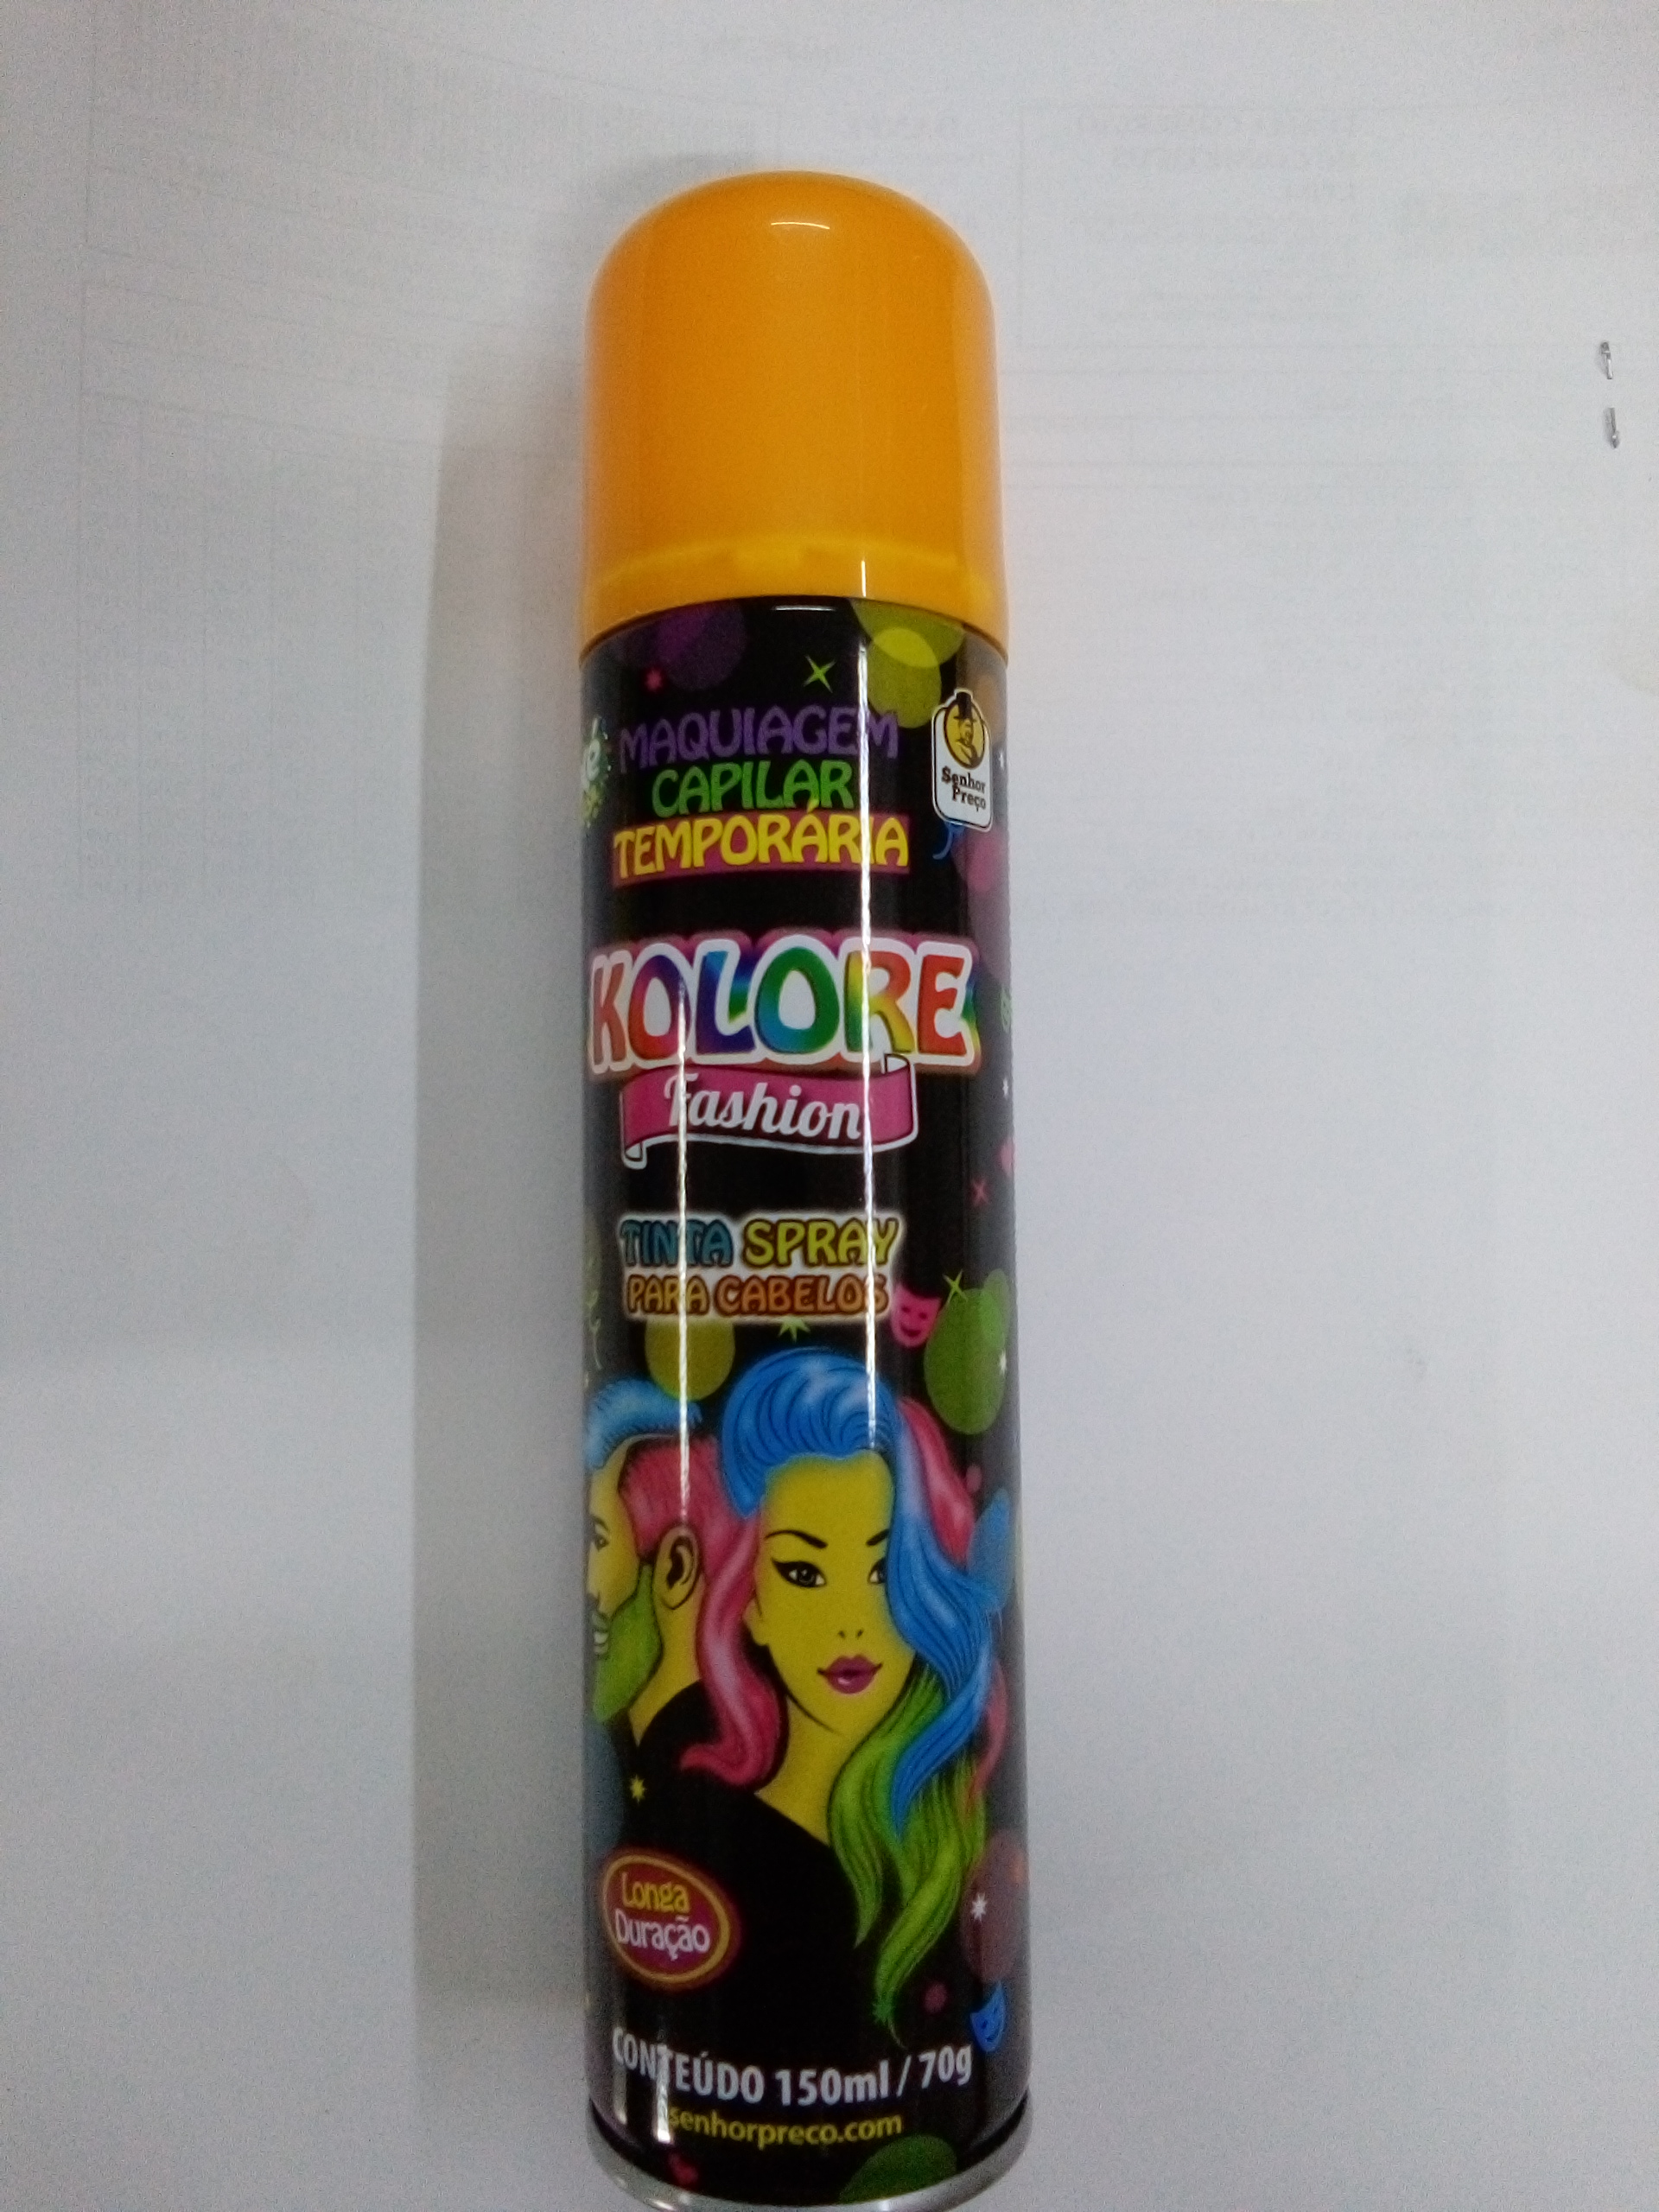 MAQUIAGEM
CAPILAR
TEMPORÁRIA
Senhor
Preço
KOLORE
Fashion
TINTA SPRAY
PARA CABELOS
Longa
Duração
CONTEÚDO 150ml / 70g
senhorpreco.com